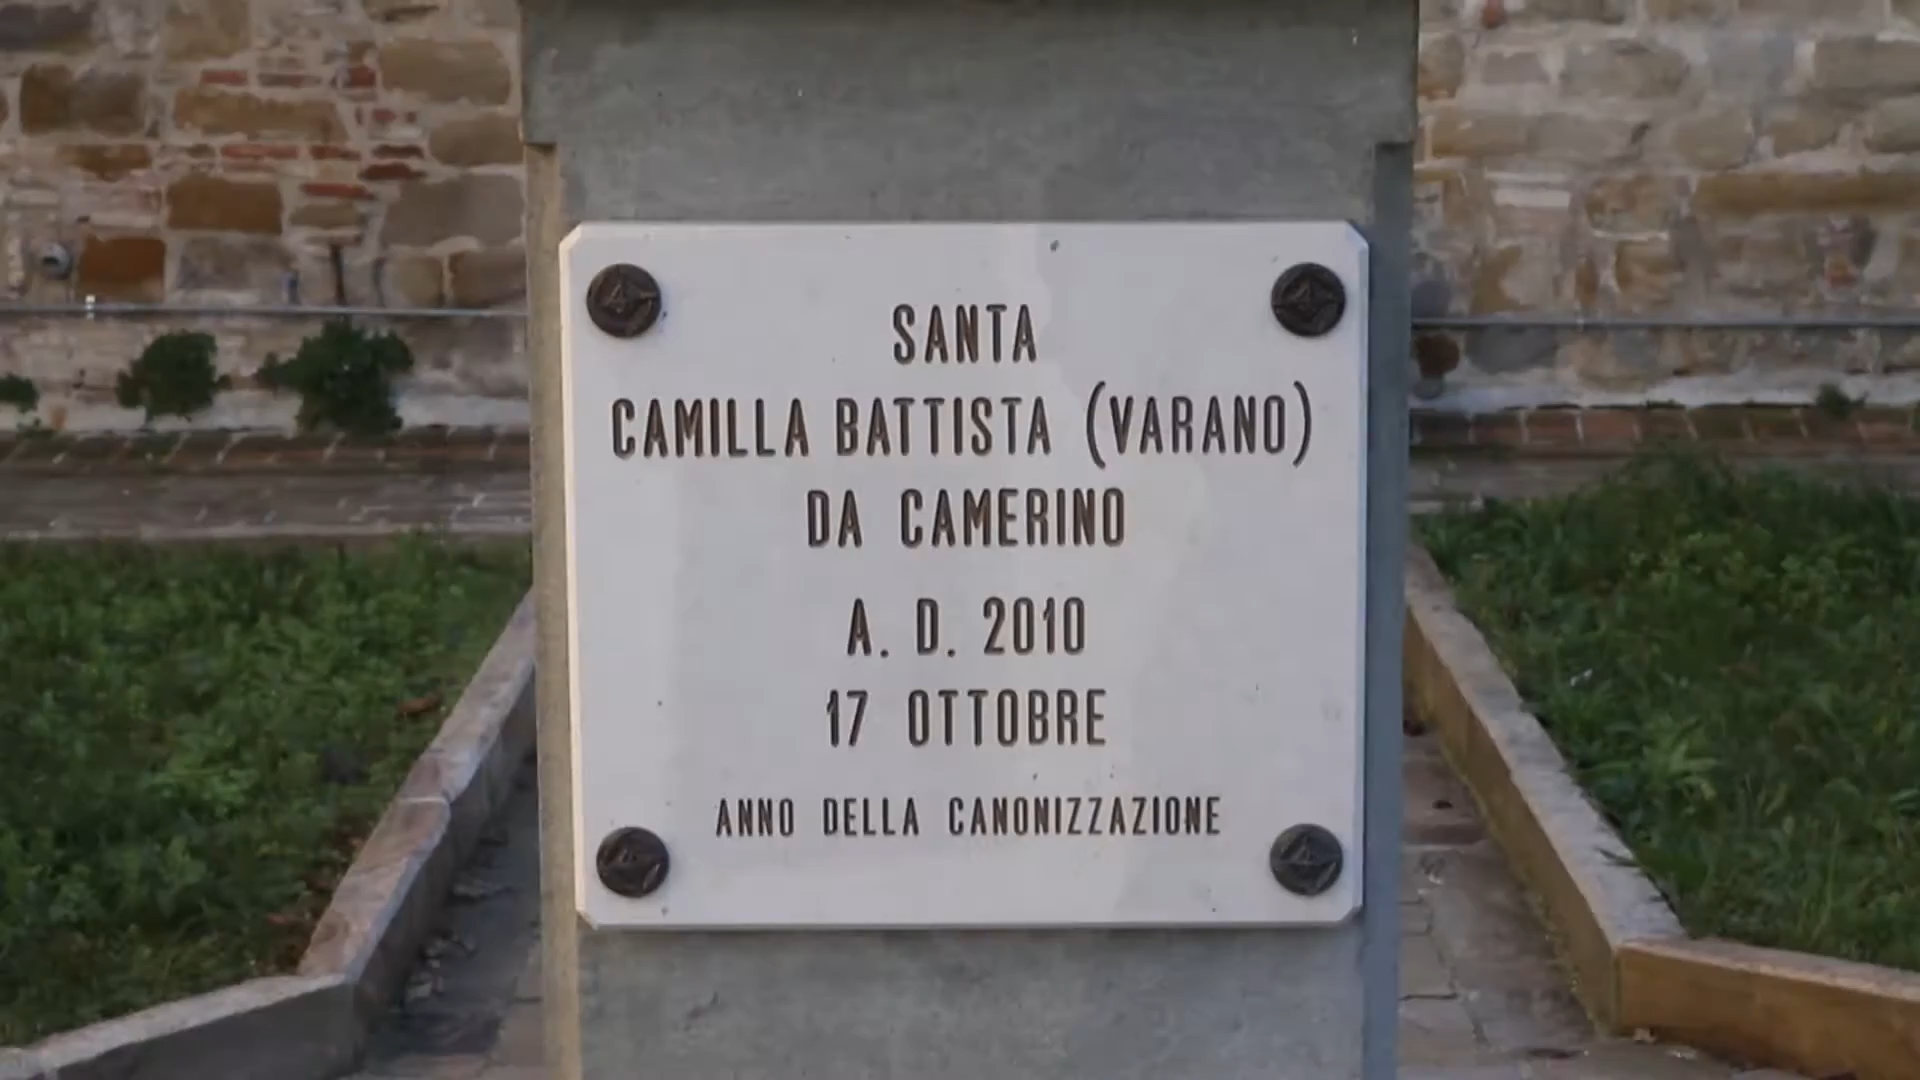 SANTA
CAMILLA BATTISTA (VARANO)
DA CAMERINO
A. D. 2010
17 OTTOBRE
ANNO DELLA CANONIZZAZIONE